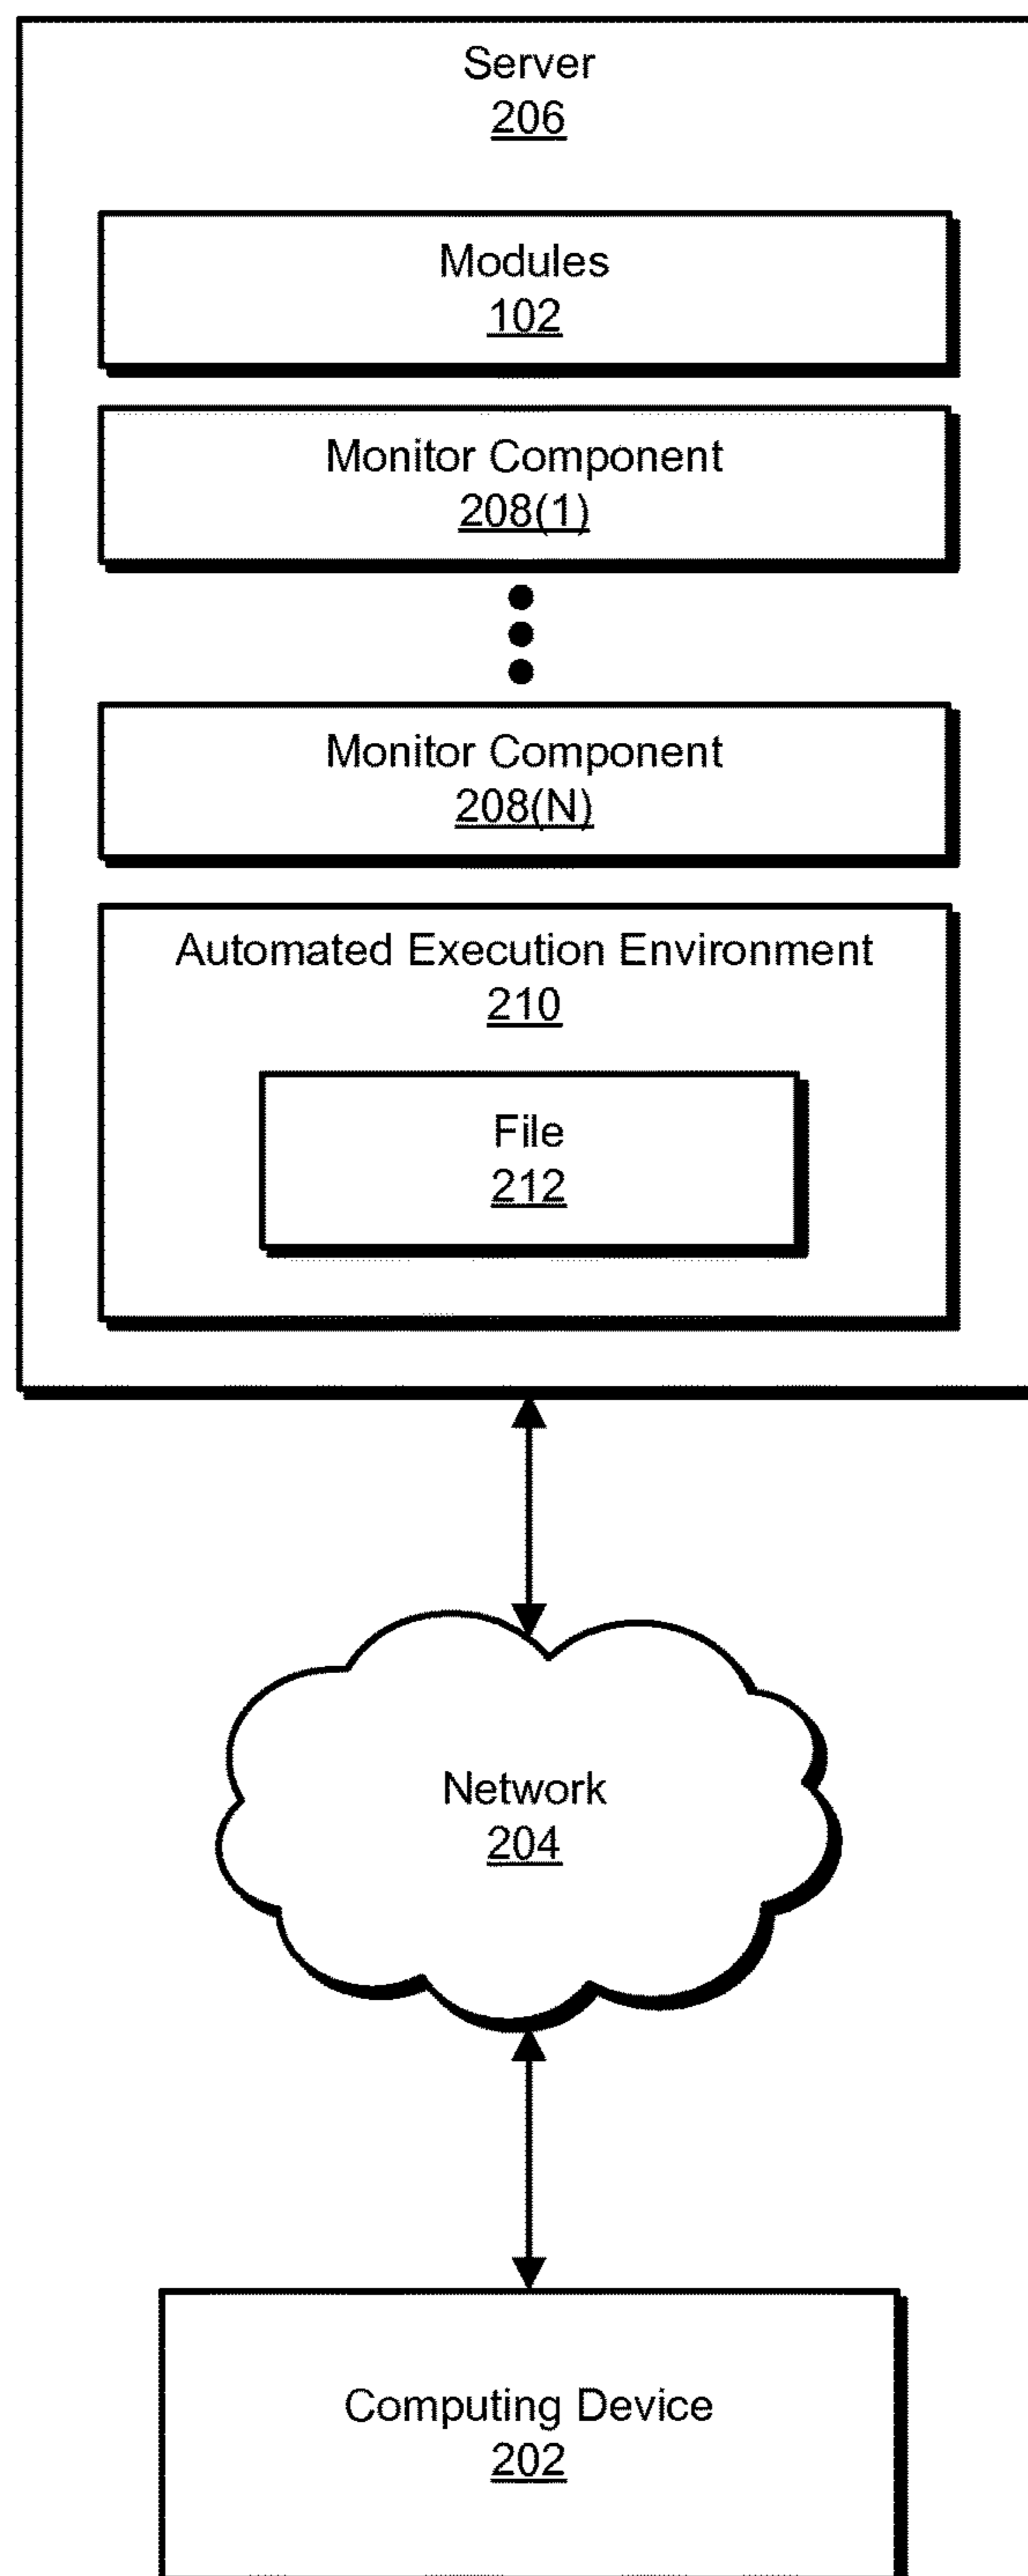 Server
206
Modules
102
Monitor Component
208(1)
Monitor Component
208(N)
Automated Execution Environment
210
File
212
Network
204
Computing Device
202